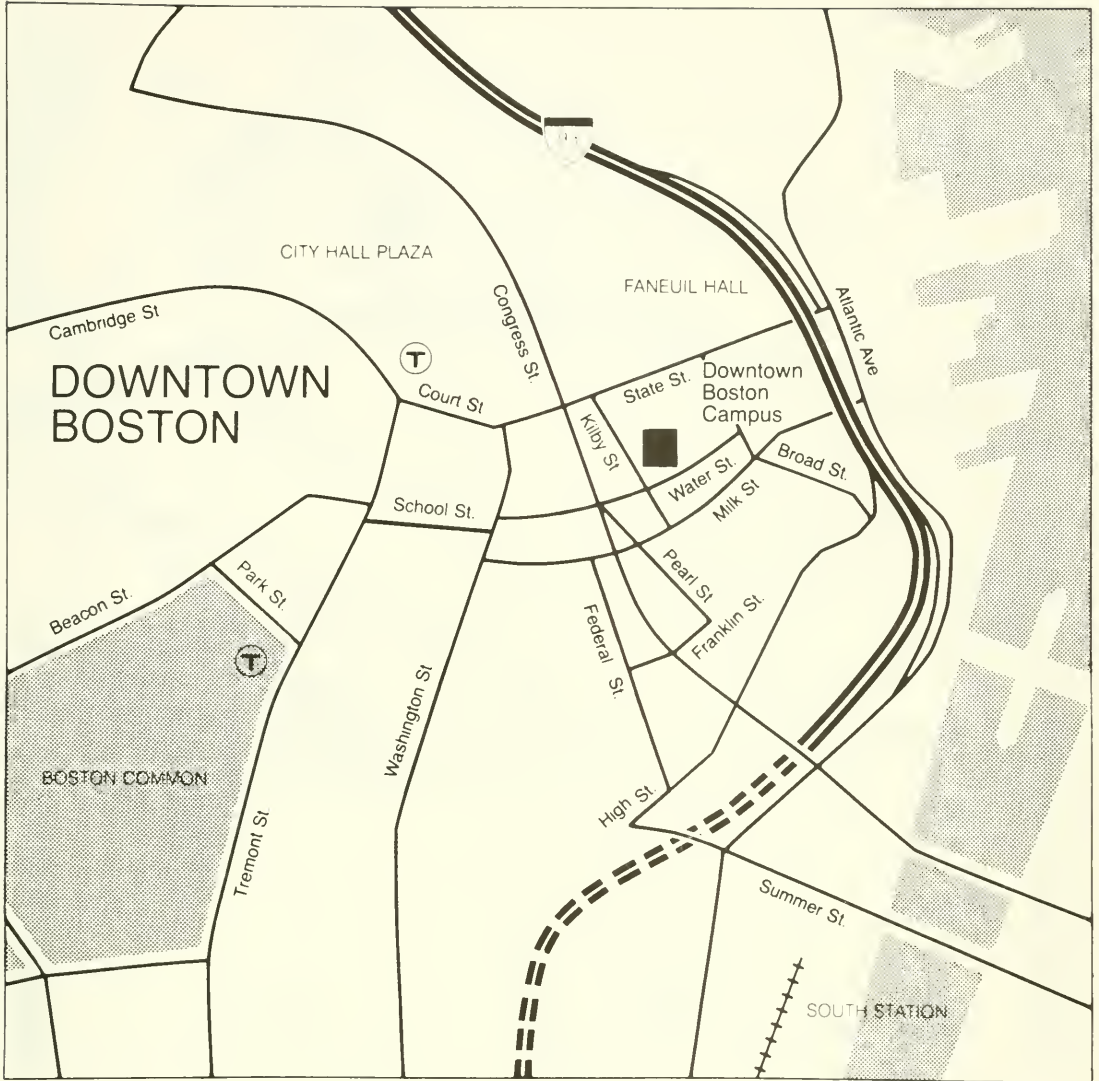 CITY HALL PLAZA
FANEUIL HALL
Congress St.
Atlantic Ave
Cambridge St
DOWNTOWN
BOSTON
T
Court St
State St.
Downtown
Boston
Campus
Kilby St
Water St.
Broad St.
Milk St
School St.
Park St.
Beacon St.
Pearl St
Franklin St.
Federal St.
T
Washington St
BOSTON COMMON
Tremont St.
High St.
Summer St.
SOUTH STATION